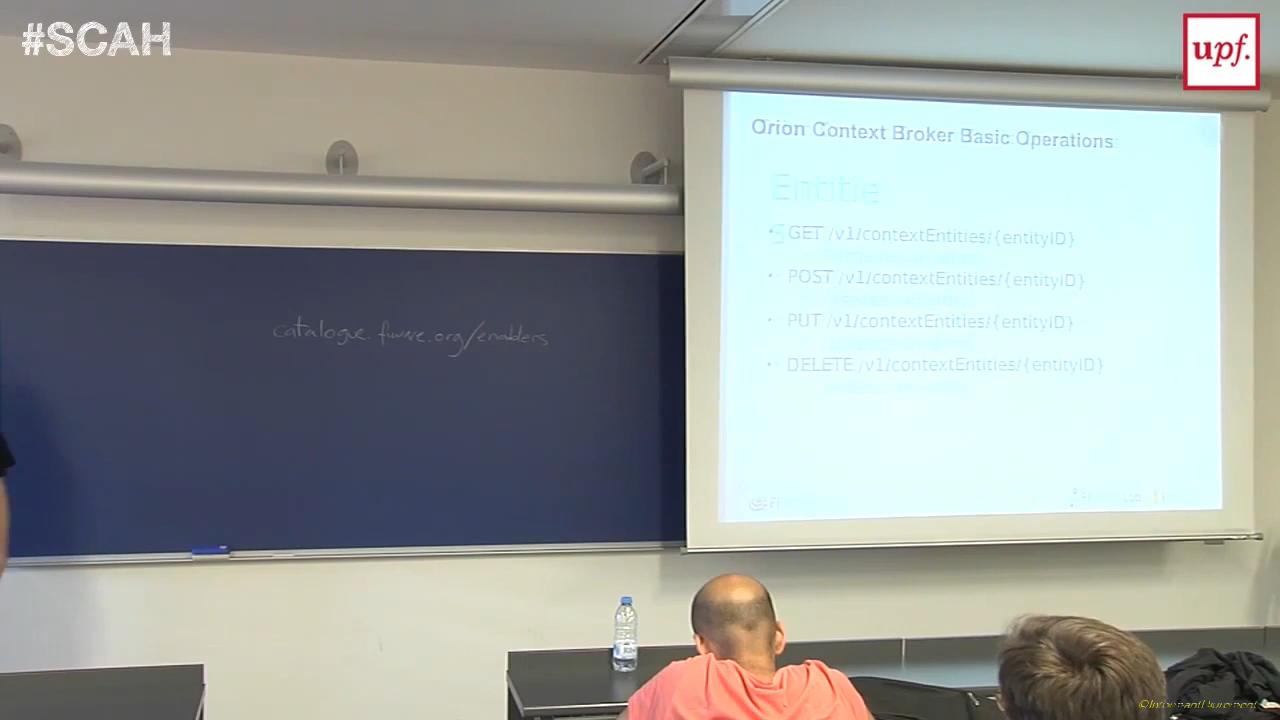 #SCAH
upf.
Orion Context Broker Basic Operations
Entitie
s
• GET /v1/contextEntities/{entityID}
• POST /v1/contextEntities/{entityID}
• PUT /v1/contextEntities/{entityID}
• DELETE /v1/contextEntities/{entityID}
catalogue.fiware.org/enablers